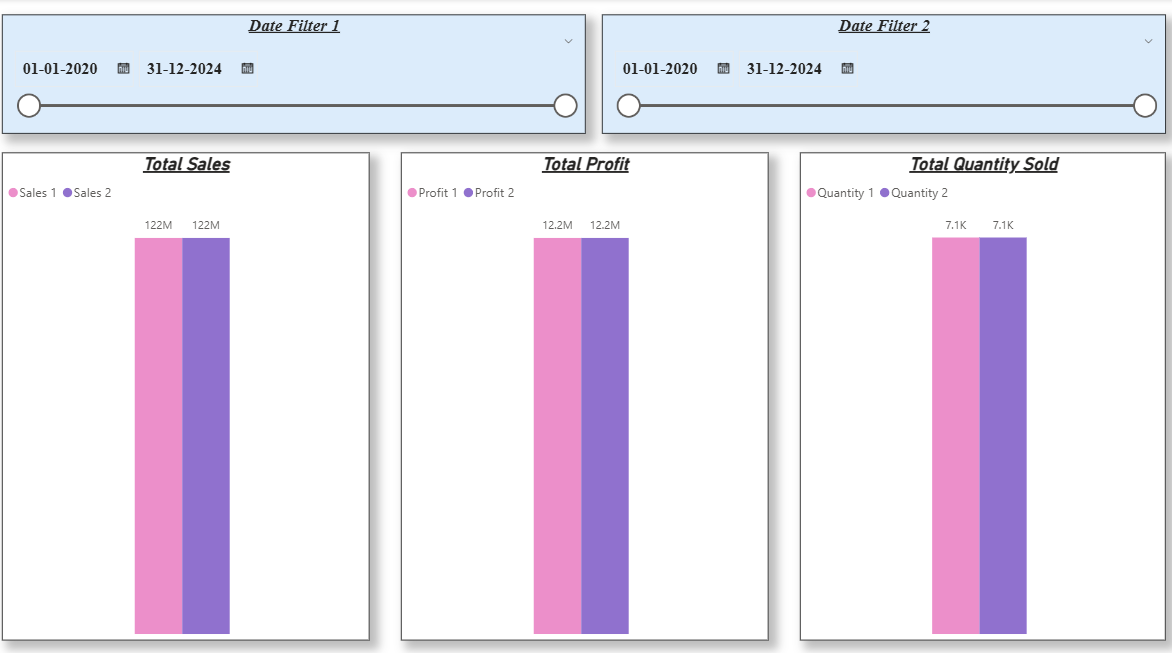 Date Filter 1
01-01-2020 31-12-2024
Date Filter 2
01-01-2020 31-12-2024
Total Sales
Sales 1 Sales 2
122M 122M
Total Profit
Profit 1 Profit 2
12.2M 12.2M
Total Quantity Sold
Quantity 1 Quantity 2
7.1K 7.1K